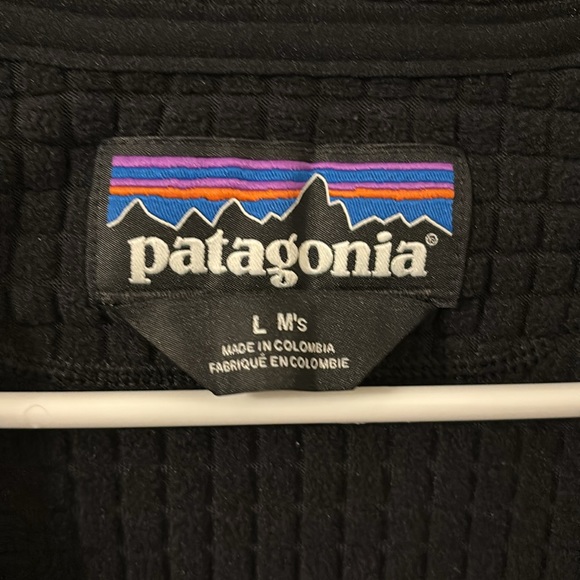 patagonia®
L M's
MADE IN COLOMBIA
FABRIQUÉ EN COLOMBIE